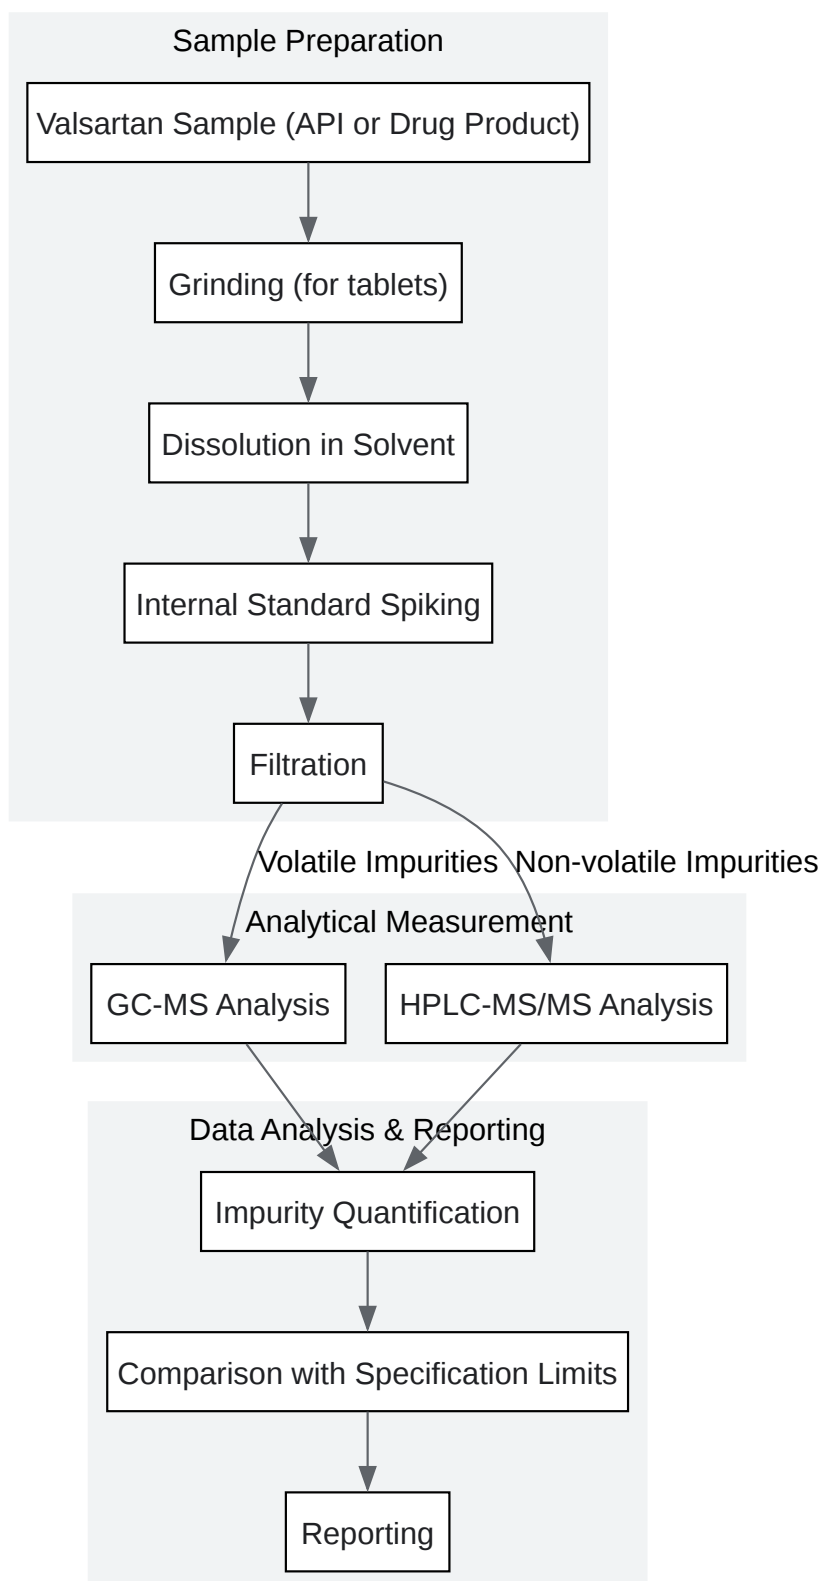 Sample Preparation
Valsartan Sample (API or Drug Product)
Grinding (for tablets)
Dissolution in Solvent
Internal Standard Spiking
Filtration
Volatile Impurities
Non-volatile Impurities
Analytical Measurement
GC-MS Analysis
HPLC-MS/MS Analysis
Data Analysis & Reporting
Impurity Quantification
Comparison with Specification Limits
Reporting